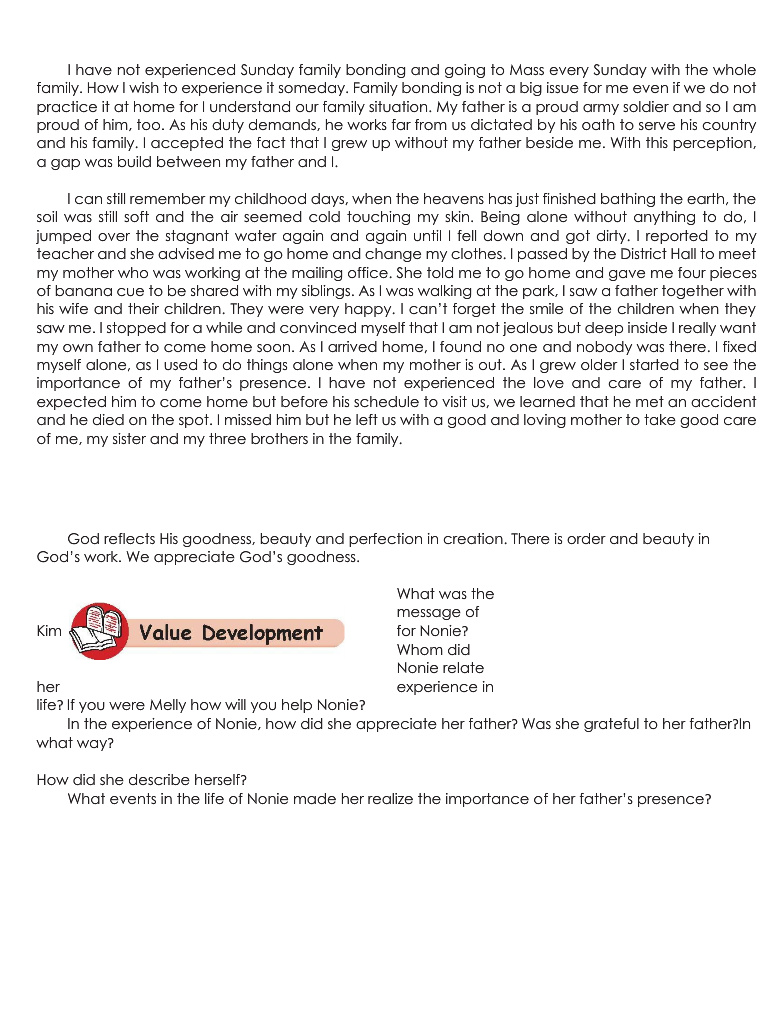 I have not experienced Sunday family bonding and going to Mass every Sunday with the whole
family. How I wish to experience it someday. Family bonding is not a big issue for me even if we do not
practice it at home for I understand our family situation. My father is a proud army soldier and so I am
proud of him, too. As his duty demands, he works far from us dictated by his oath to serve his country
and his family. I accepted the fact that I grew up without my father beside me. With this perception,
a gap was build between my father and I.
I can still remember my childhood days, when the heavens has just finished bathing the earth, the
soil was still soft and the air seemed cold touching my skin. Being alone without anything to do, I
jumped over the stagnant water again and again until I fell down and got dirty. I reported to my
teacher and she advised me to go home and change my clothes. I passed by the District Hall to meet
my mother who was working at the mailing office. She told me to go home and gave me four pieces
of banana cue to be shared with my siblings. As I was walking at the park, I saw a father together with
his wife and their children. They were very happy. I can't forget the smile of the children when they
saw me. I stopped for a while and convinced myself that I am not jealous but deep inside I really want
my own father to come home soon. As I arrived home, I found no one and nobody was there. I fixed
myself alone, as I used to do things alone when my mother is out. As I grew older I started to see the
importance of my father's presence. I have not experienced the love and care of my father. I
expected him to come home but before his schedule to visit us, we learned that he met an accident
and he died on the spot. I missed him but he left us with a good and loving mother to take good care
of me, my sister and my three brothers in the family.
God reflects His goodness, beauty and perfection in creation. There is order and beauty in
God's work. We appreciate God's goodness.
What was the
message of
Kim
Value Development
for Nonie?
Whom did
Nonie relate
her
experience in
life? If you were Melly how will you help Nonie?
In the experience of Nonie, how did she appreciate her father? Was she grateful to her father?In
what way?
How did she describe herself?
What events in the life of Nonie made her realize the importance of her father's presence?